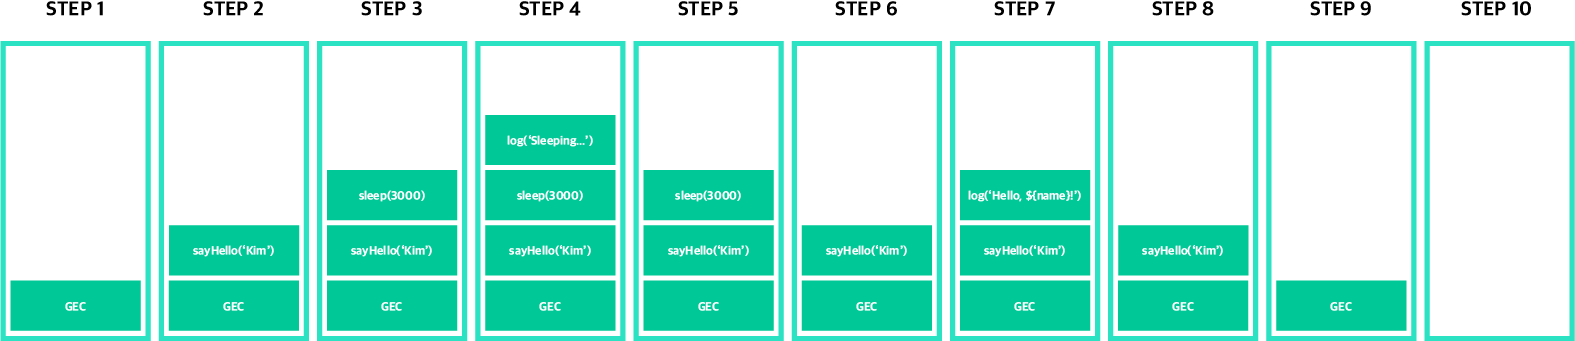 STEP 1 STEP 2 STEP 3 STEP 4 STEP 5 STEP 6 STEP 7 STEP 8 STEP 9 STEP 10
log(‘Sleeping...’)
sleep(3000) sleep(3000) sleep(3000) log(‘Hello, ${name}!’)
sayHello(‘Kim’) sayHello(‘Kim’) sayHello(‘Kim’) sayHello(‘Kim’) sayHello(‘Kim’) sayHello(‘Kim’) sayHello(‘Kim’)
GEC GEC GEC GEC GEC GEC GEC GEC GEC